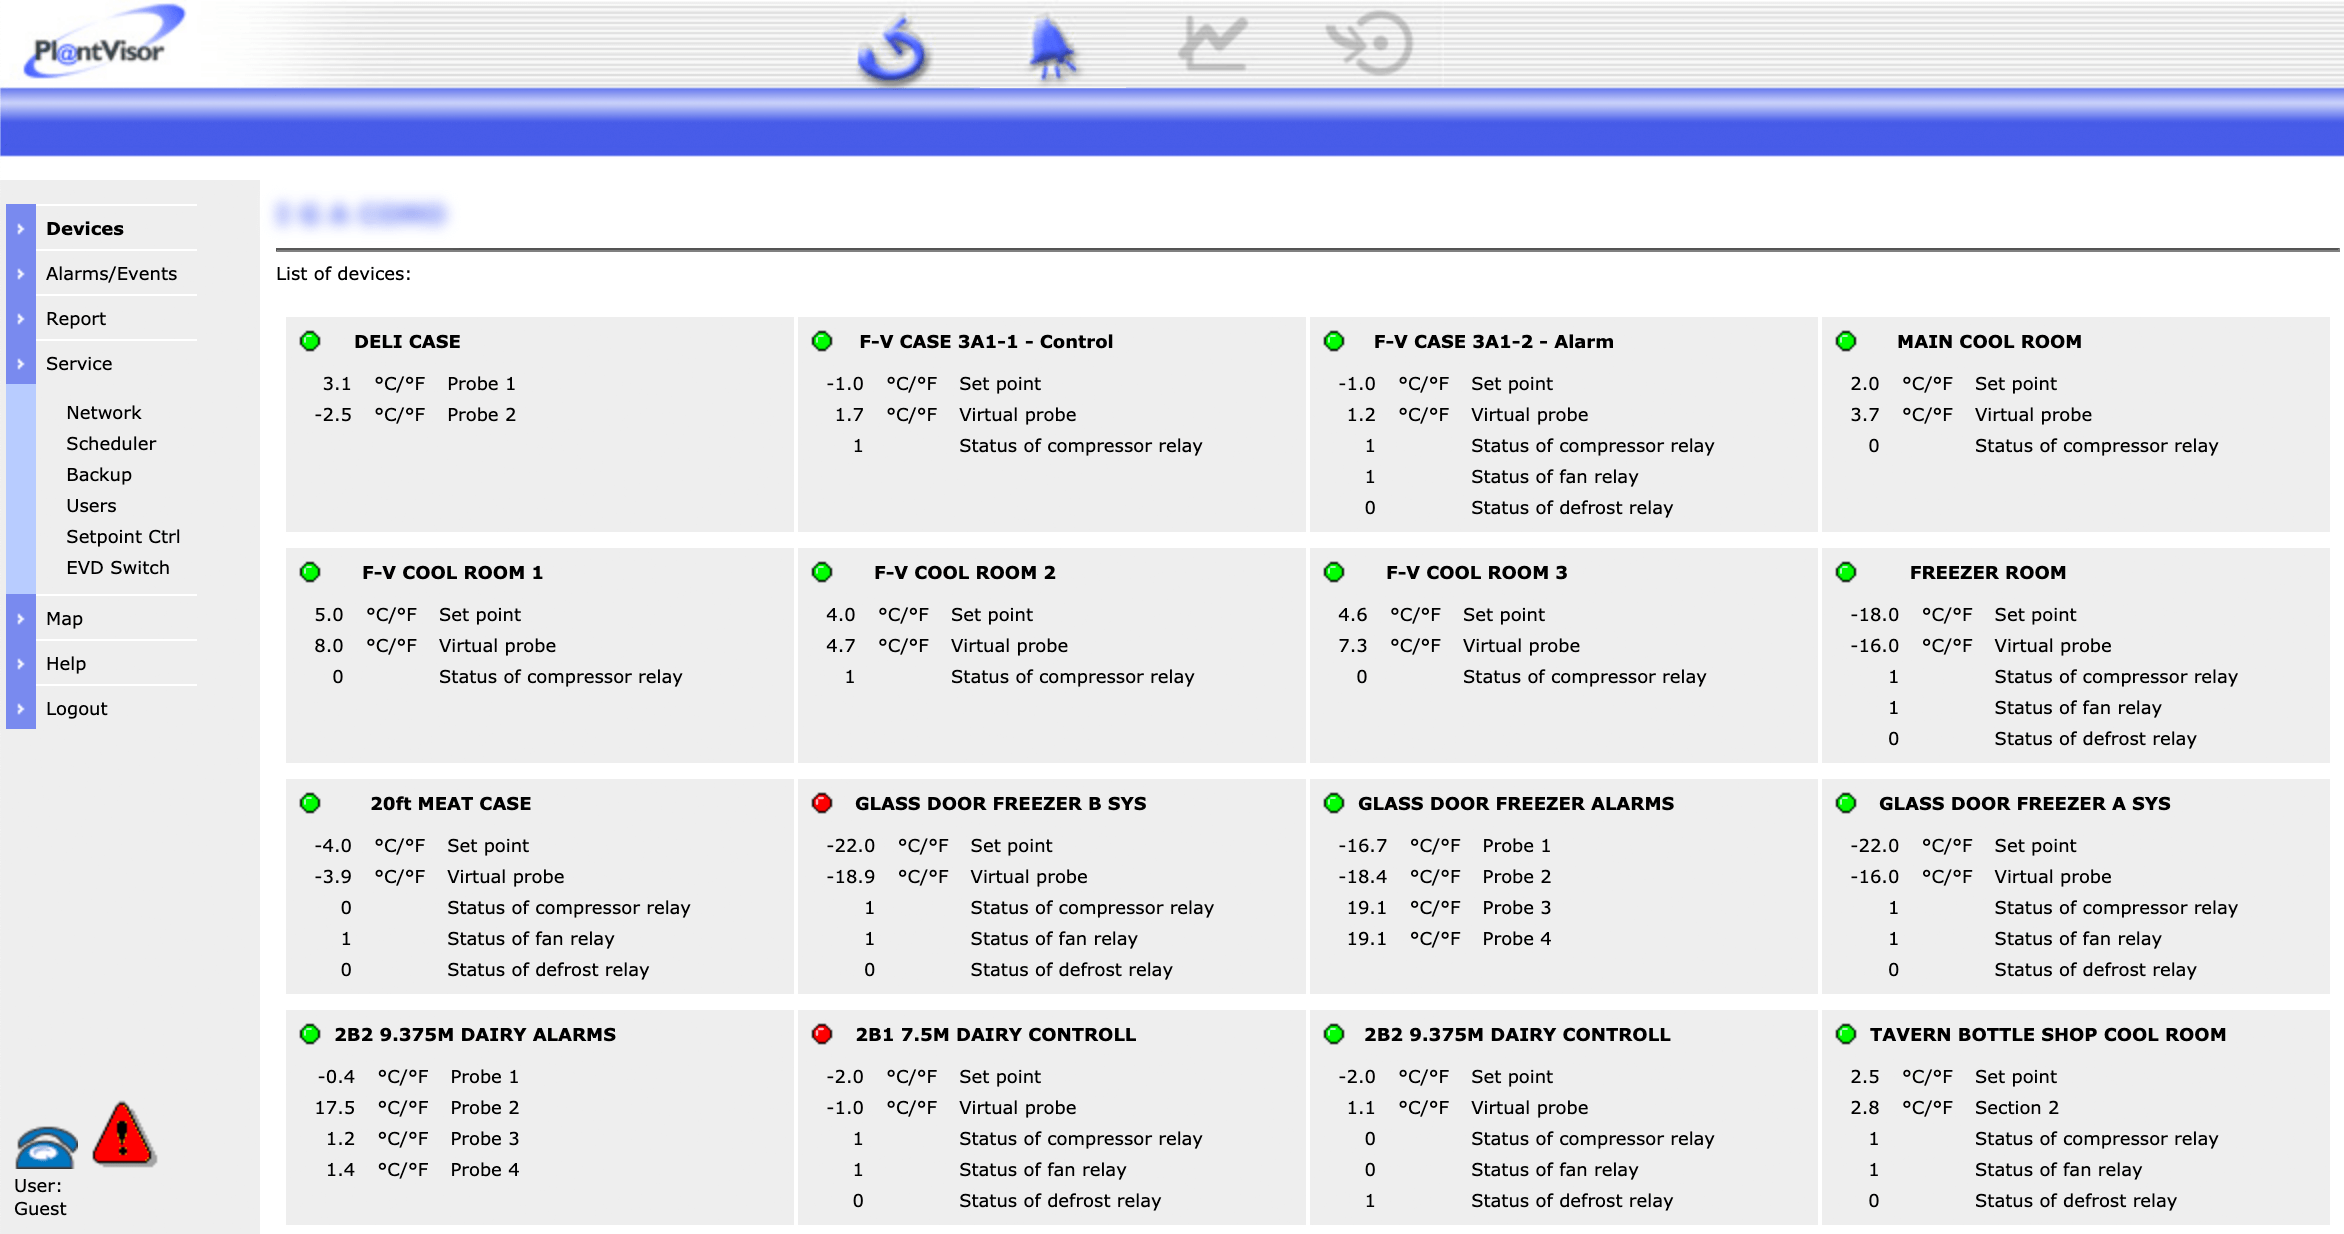 Pl@ntVisor
Devices
Alarms/Events
Report
Service
Network
Scheduler
Backup
Users
Setpoint Ctrl
EVD Switch
Map
Help
Logout
User:
Guest
List of devices:
DELI CASE
3.1 °C/°F Probe 1
-2.5 °C/°F Probe 2
F-V CASE 3A1-1 - Control
-1.0 °C/°F Set point
1.7 °C/°F Virtual probe
1 Status of compressor relay
F-V CASE 3A1-2 - Alarm
-1.0 °C/°F Set point
1.2 °C/°F Virtual probe
1 Status of compressor relay
1 Status of fan relay
0 Status of defrost relay
MAIN COOL ROOM
2.0 °C/°F Set point
3.7 °C/°F Virtual probe
0 Status of compressor relay
F-V COOL ROOM 1
5.0 °C/°F Set point
8.0 °C/°F Virtual probe
0 Status of compressor relay
F-V COOL ROOM 2
4.0 °C/°F Set point
4.7 °C/°F Virtual probe
1 Status of compressor relay
F-V COOL ROOM 3
4.6 °C/°F Set point
7.3 °C/°F Virtual probe
0 Status of compressor relay
FREEZER ROOM
-18.0 °C/°F Set point
-16.0 °C/°F Virtual probe
1 Status of compressor relay
1 Status of fan relay
0 Status of defrost relay
20ft MEAT CASE
-4.0 °C/°F Set point
-3.9 °C/°F Virtual probe
0 Status of compressor relay
1 Status of fan relay
0 Status of defrost relay
GLASS DOOR FREEZER B SYS
-22.0 °C/°F Set point
-18.9 °C/°F Virtual probe
1 Status of compressor relay
1 Status of fan relay
0 Status of defrost relay
GLASS DOOR FREEZER ALARMS
-16.7 °C/°F Probe 1
-18.4 °C/°F Probe 2
19.1 °C/°F Probe 3
19.1 °C/°F Probe 4
GLASS DOOR FREEZER A SYS
-22.0 °C/°F Set point
-16.0 °C/°F Virtual probe
1 Status of compressor relay
1 Status of fan relay
0 Status of defrost relay
2B2 9.375M DAIRY ALARMS
-0.4 °C/°F Probe 1
17.5 °C/°F Probe 2
1.2 °C/°F Probe 3
1.4 °C/°F Probe 4
2B1 7.5M DAIRY CONTROLL
-2.0 °C/°F Set point
-1.0 °C/°F Virtual probe
1 Status of compressor relay
1 Status of fan relay
0 Status of defrost relay
2B2 9.375M DAIRY CONTROLL
-2.0 °C/°F Set point
1.1 °C/°F Virtual probe
0 Status of compressor relay
0 Status of fan relay
1 Status of defrost relay
TAVERN BOTTLE SHOP COOL ROOM
2.5 °C/°F Set point
2.8 °C/°F Section 2
1 Status of compressor relay
1 Status of fan relay
0 Status of defrost relay